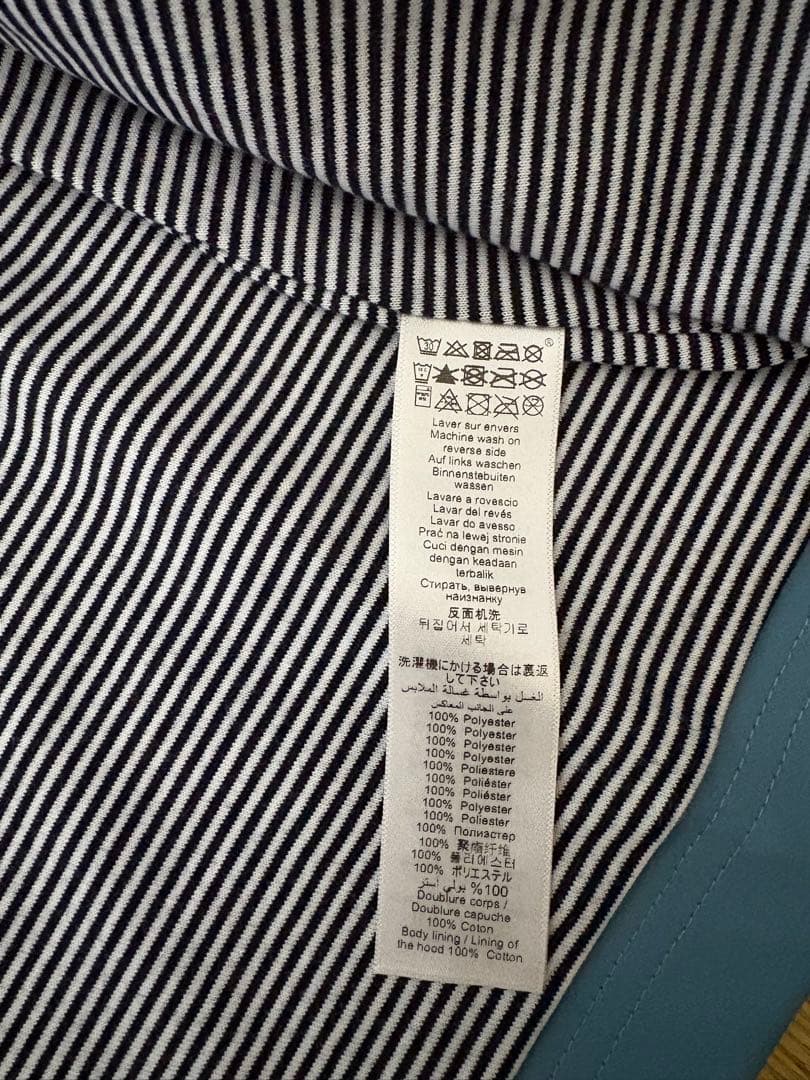 30
®
Laver sur envers
Machine wash on
reverse side
Auf links waschen
Binnenstebuiten
wassen
Lavare a rovescio
Lavar del revés
Lavar do avesso
Prać na lewej stronie
Cuci dengan mesin
dengan keadaan
terbalik
Стирать, вывернув
наизнанку
反面机洗
뒤집어서 세탁기로
세탁
洗濯機にかける場合は裏返
して下さい
الغسل بواسطة غسالة الملابس
على الجانب المعاكس
100% Polyester
100% Polyester
100% Polyester
100% Polyester
100% Poliestere
100% Poliéster
100% Poliéster
100% Polyester
100% Poliester
100% Полиэстер
100% 聚酯纤维
100% 폴리에스터
100% ポリエステル
%100 بولي إستر
Doublure corps /
Doublure capuche
100% Coton
Body lining / Lining of
the hood 100% Cotton